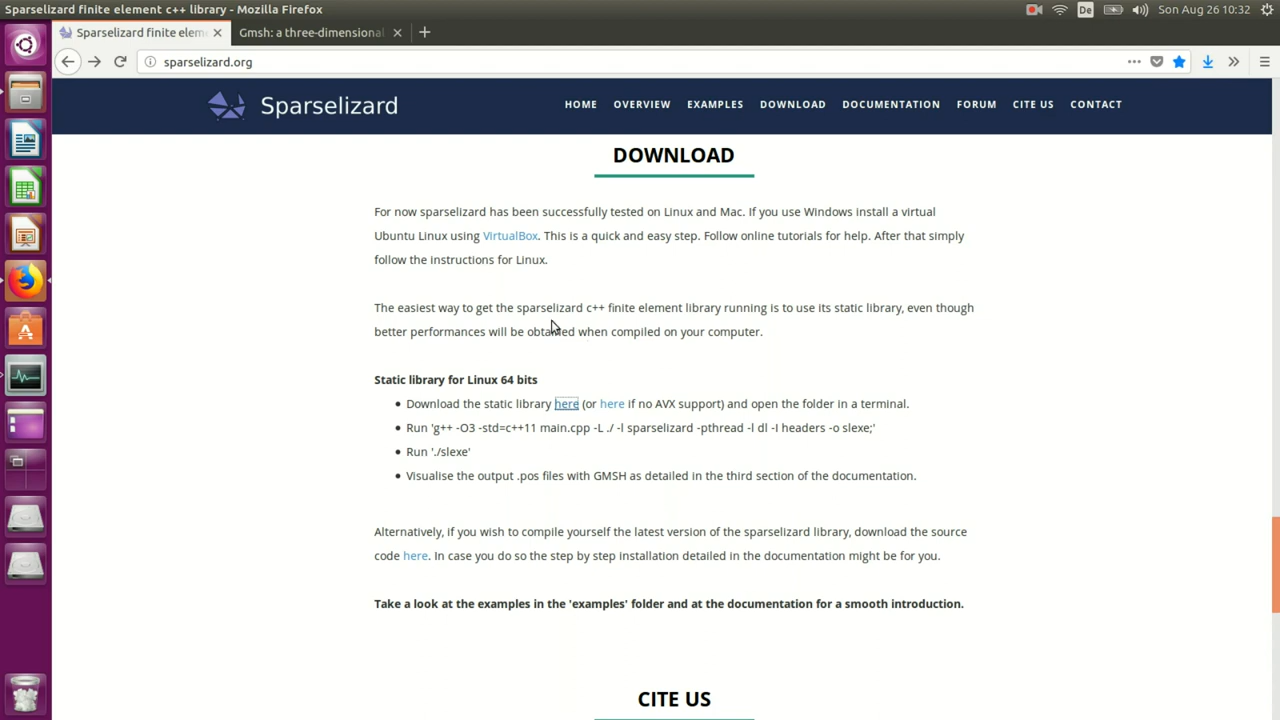 Sparselizard finite element c++ library - Mozilla Firefox
De
Sun Aug 26 10:32
Sparselizard finite elem
Gmsh: a three-dimensional
sparselizard.org
Sparselizard
HOME OVERVIEW EXAMPLES DOWNLOAD DOCUMENTATION FORUM CITE US CONTACT
DOWNLOAD
For now sparselizard has been successfully tested on Linux and Mac. If you use Windows install a virtual
Ubuntu Linux using VirtualBox. This is a quick and easy step. Follow online tutorials for help. After that simply
follow the instructions for Linux.
The easiest way to get the sparselizard c++ finite element library running is to use its static library, even though
better performances will be obtained when compiled on your computer.
Static library for Linux 64 bits
• Download the static library here (or here if no AVX support) and open the folder in a terminal.
• Run 'g++ -O3 -std=c++11 main.cpp -L ./ -l sparselizard -pthread -l dl -I headers -o slexe;'
• Run './slexe'
• Visualise the output .pos files with GMSH as detailed in the third section of the documentation.
Alternatively, if you wish to compile yourself the latest version of the sparselizard library, download the source
code here. In case you do so the step by step installation detailed in the documentation might be for you.
Take a look at the examples in the 'examples' folder and at the documentation for a smooth introduction.
CITE US